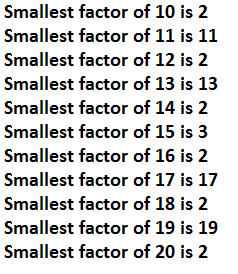 Smallest factor of 10 is 2
Smallest factor of 11 is 11
Smallest factor of 12 is 2
Smallest factor of 13 is 13
Smallest factor of 14 is 2
Smallest factor of 15 is 3
Smallest factor of 16 is 2
Smallest factor of 17 is 17
Smallest factor of 18 is 2
Smallest factor of 19 is 19
Smallest factor of 20 is 2